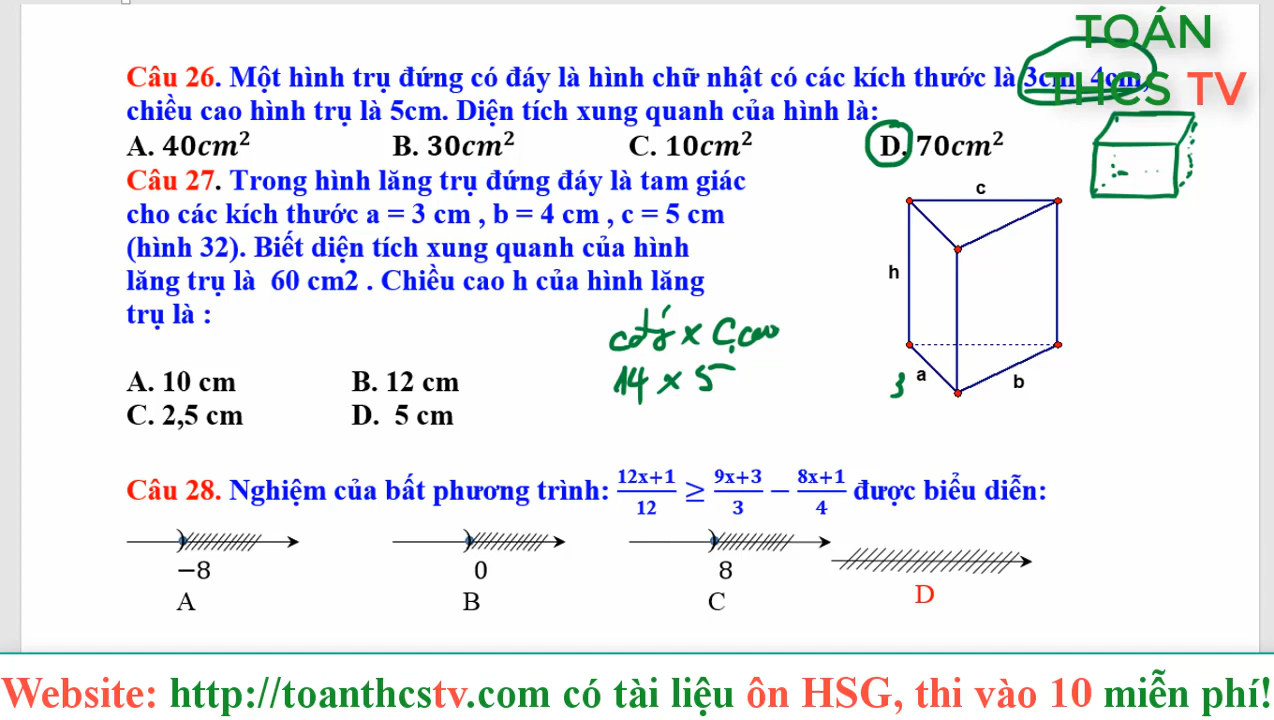 TOÁN
THCS TV
Câu 26. Một hình trụ đứng có đáy là hình chữ nhật có các kích thước là 3cm, 4cm,
chiều cao hình trụ là 5cm. Diện tích xung quanh của hình là:
A. 40cm² B. 30cm² C. 10cm² D. 70cm²
Câu 27. Trong hình lăng trụ đứng đáy là tam giác
cho các kích thước a = 3 cm , b = 4 cm , c = 5 cm
(hình 32). Biết diện tích xung quanh của hình
lăng trụ là 60 cm2 . Chiều cao h của hình lăng
trụ là :
A. 10 cm B. 12 cm
C. 2,5 cm D. 5 cm
x C.cao
14 x 5
c
h
a
b
3
Câu 28. Nghiệm của bất phương trình: (12x+1)/12 ≥ (9x+3)/3 − (8x+1)/4 được biểu diễn:
−8 0 8
A B C D
Website: http://toanthcstv.com có tài liệu ôn HSG, thi vào 10 miễn phí!